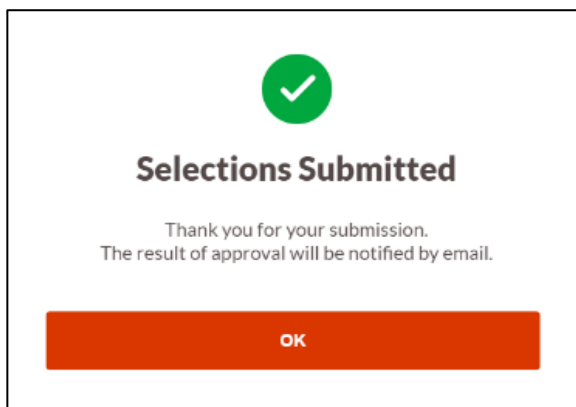 Selections Submitted
Thank you for your submission.
The result of approval will be notified by email.
OK